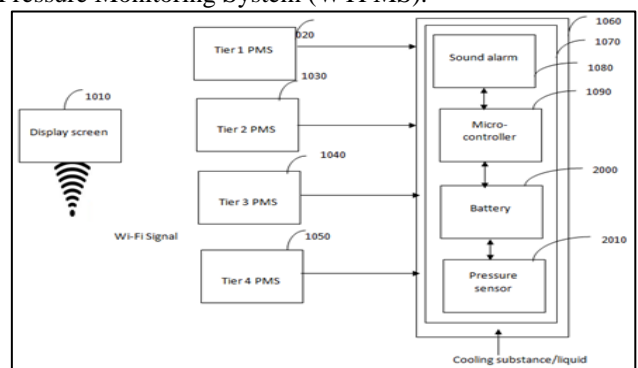 Pressure Monitoring System (WTPMS).
1060
020
Tier 1 PMS
1070
Sound alarm
1080
1010
1030
1090
Display screen
Tier 2 PMS
Micro-
controller
1040
2000
Tier 3 PMS
Battery
Wi-Fi Signal
1050
2010
Tier 4 PMS
Pressure
sensor
Cooling substance/liquid